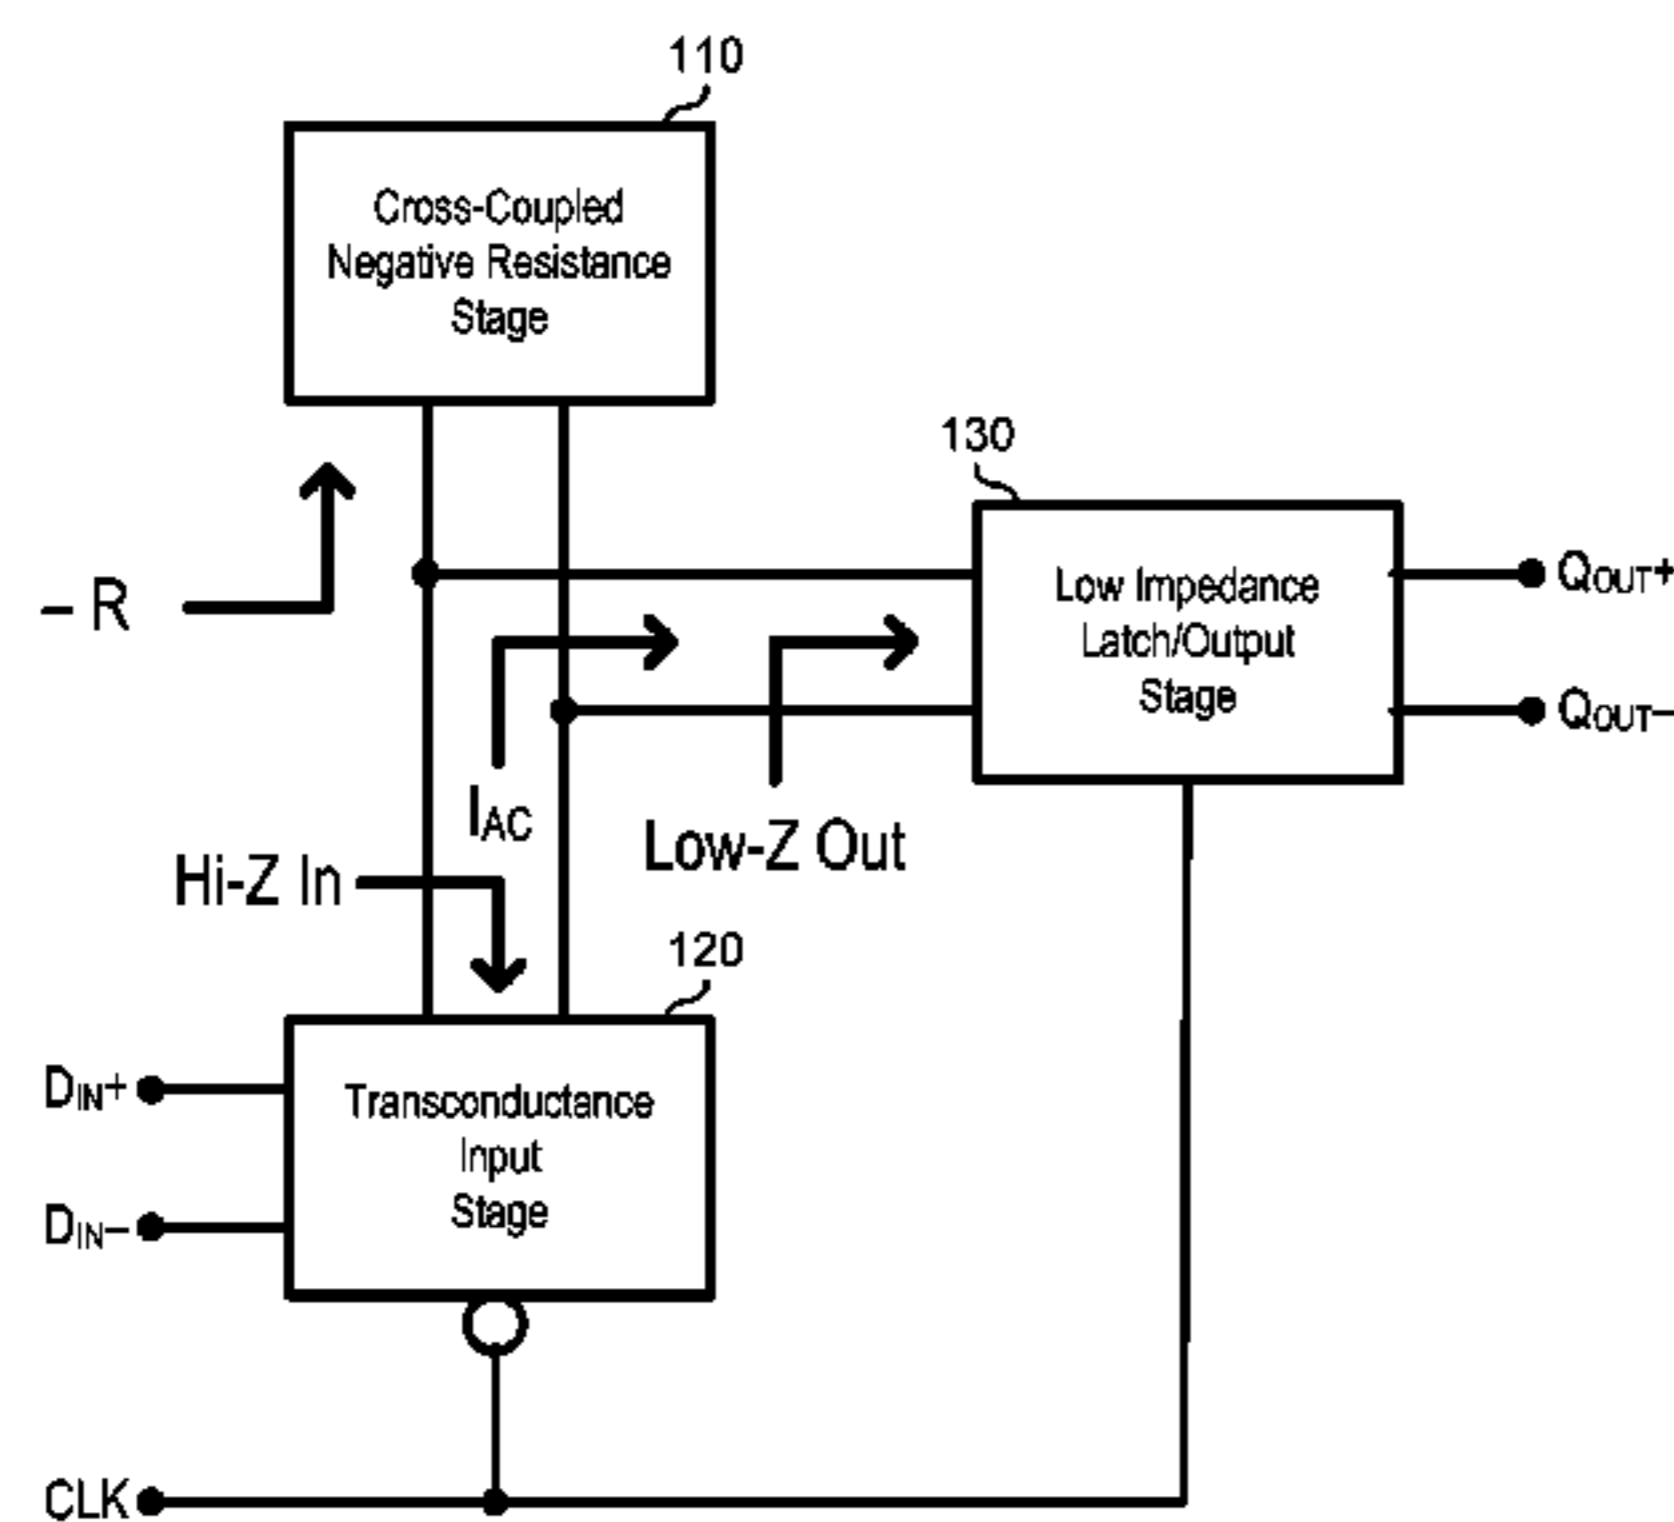 110
Cross-Coupled
Negative Resistance
Stage
130
Low Impedance
Latch/Output
Stage
QOUT+
QOUT–
– R
IAC
Low-Z Out
Hi-Z In
120
DIN+
DIN–
Transconductance
Input
Stage
CLK